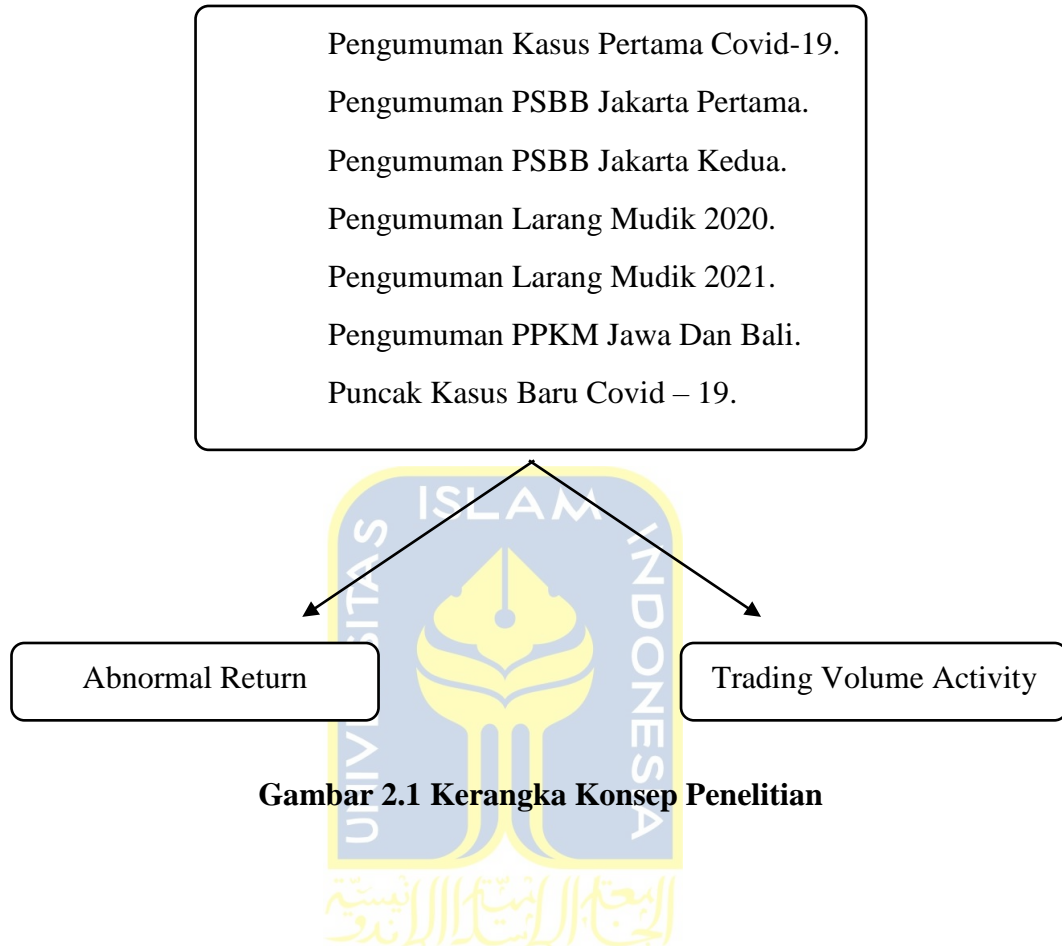 Pengumuman Kasus Pertama Covid-19.
Pengumuman PSBB Jakarta Pertama.
Pengumuman PSBB Jakarta Kedua.
Pengumuman Larang Mudik 2020.
Pengumuman Larang Mudik 2021.
Pengumuman PPKM Jawa Dan Bali.
Puncak Kasus Baru Covid – 19.
UNIVERSITAS
ISLAM
INDONESIA
Abnormal Return
Trading Volume Activity
Gambar 2.1 Kerangka Konsep Penelitian